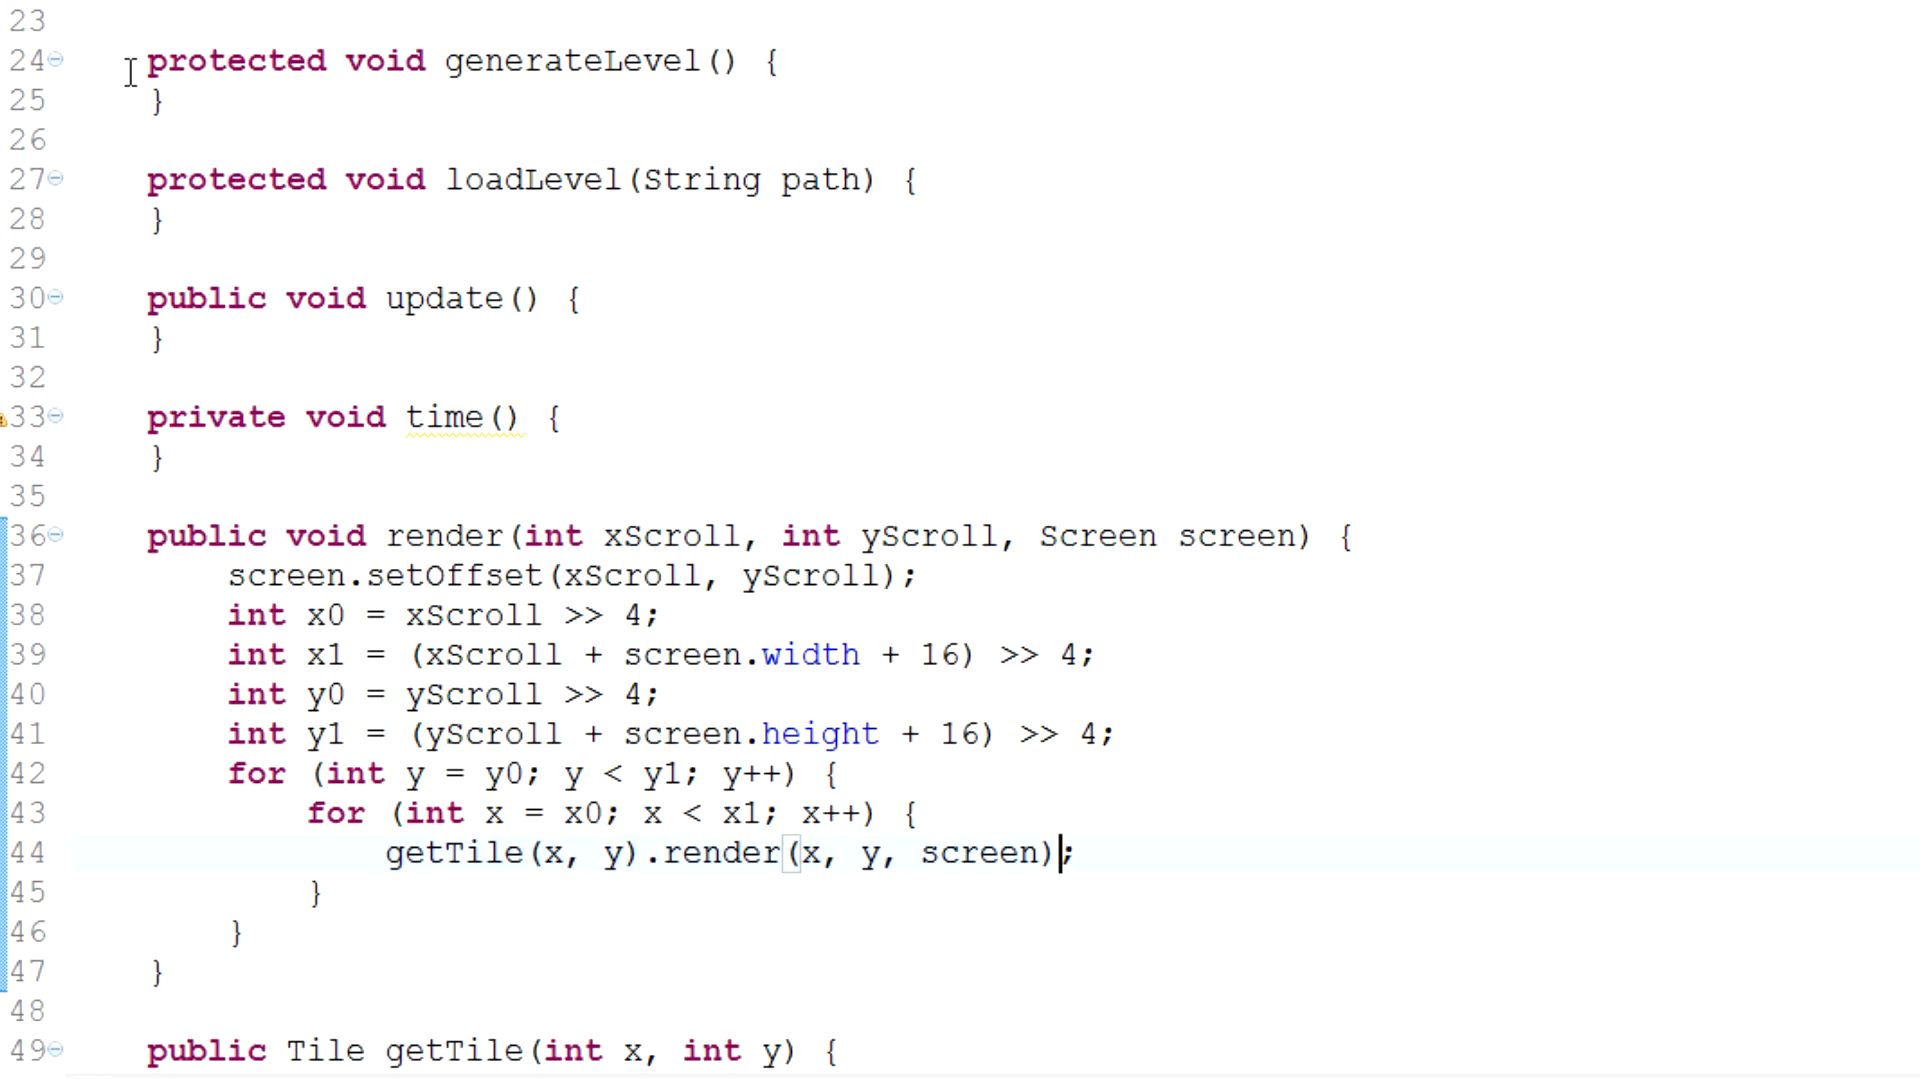 23
24 protected void generateLevel() {
25 }
26
27 protected void loadLevel(String path) {
28 }
29
30 public void update() {
31 }
32
33 private void time() {
34 }
35
36 public void render(int xScroll, int yScroll, Screen screen) {
37 screen.setOffset(xScroll, yScroll);
38 int x0 = xScroll >> 4;
39 int x1 = (xScroll + screen.width + 16) >> 4;
40 int y0 = yScroll >> 4;
41 int y1 = (yScroll + screen.height + 16) >> 4;
42 for (int y = y0; y < y1; y++) {
43 for (int x = x0; x < x1; x++) {
44 getTile(x, y).render(x, y, screen);
45 }
46 }
47 }
48
49 public Tile getTile(int x, int y) {